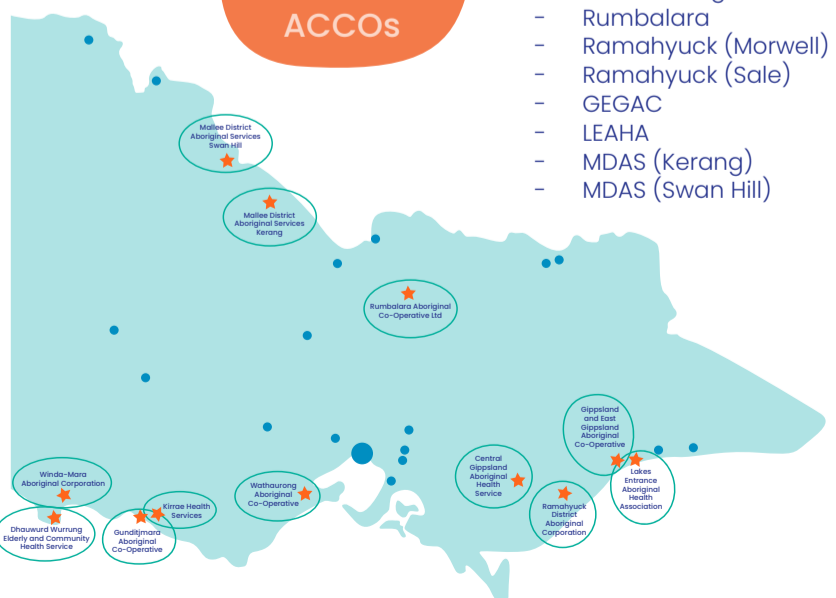 ACCOs
- Rumbalara
- Ramahyuck (Morwell)
- Ramahyuck (Sale)
- GEGAC
- LEAHA
- MDAS (Kerang)
- MDAS (Swan Hill)
Mallee District
Aboriginal Services
Swan Hill
Mallee District
Aboriginal Services
Kerang
Rumbalara Aboriginal
Co-Operative Ltd
Gippsland
and East
Gippsland
Aboriginal
Co-Operative
Central
Gippsland
Aboriginal
Health
Service
Lakes
Entrance
Aboriginal
Health
Association
Ramahyuck
District
Aboriginal
Corporation
Wathaurong
Aboriginal
Co-Operative
Winda-Mara
Aboriginal Corporation
Kirrae Health
Services
Dhauwurd Wurrung
Elderly and Community
Health Service
Gunditjmara
Aboriginal
Co-Operative